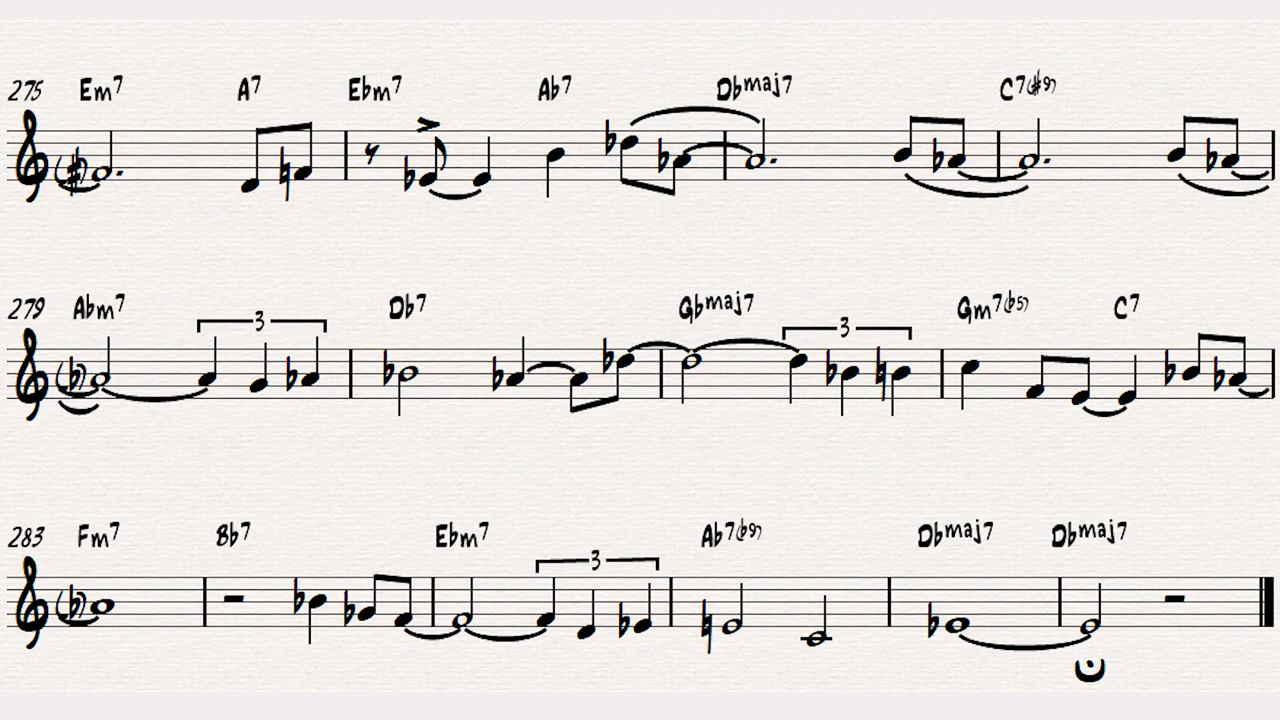 275 Em7 A7 Ebm7 Ab7 Dbmaj7 C7(#9)
279 Abm7 3 Db7 Gbmaj7 3 Gm7(b5) C7
283 Fm7 Bb7 Ebm7 3 Ab7(b9) Dbmaj7 Dbmaj7